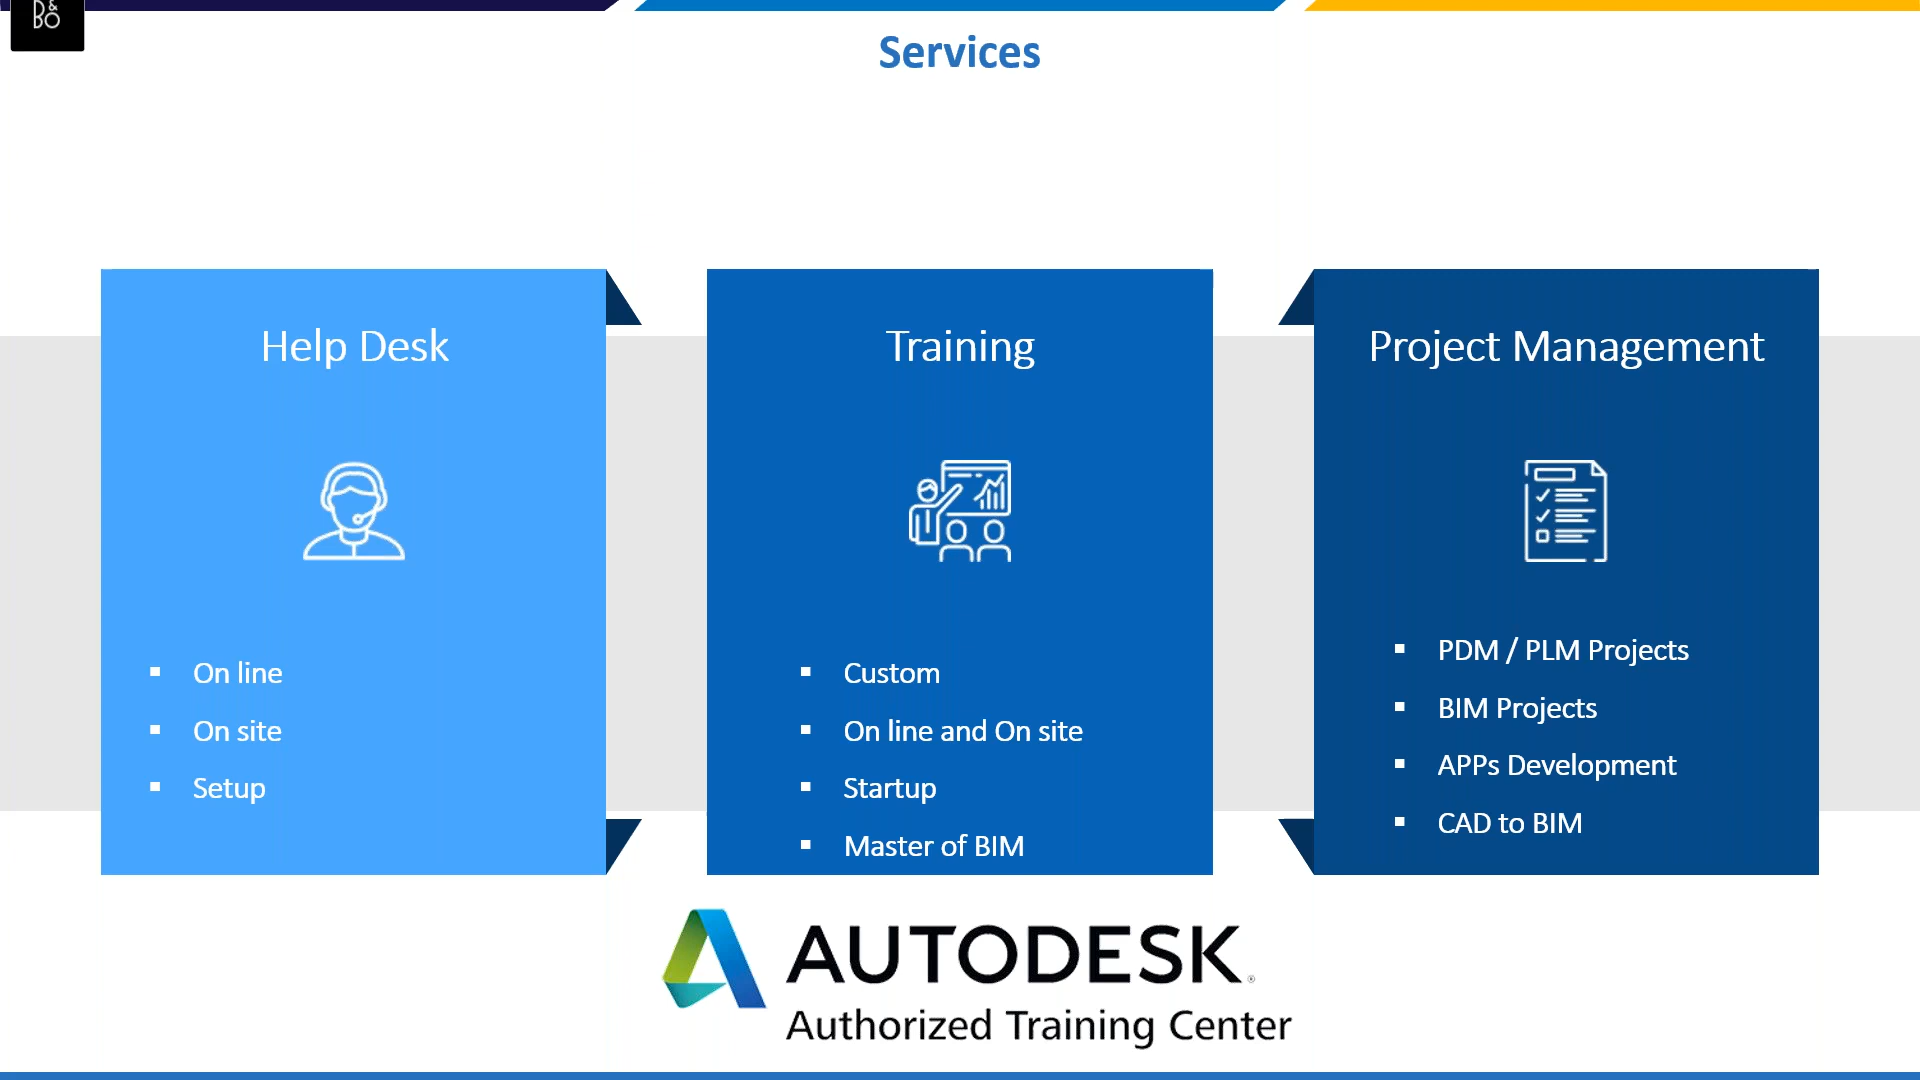 B&
BO
Services
Help Desk
On line
On site
Setup
Training
Custom
On line and On site
Startup
Master of BIM
Project Management
PDM / PLM Projects
BIM Projects
APPs Development
CAD to BIM
AUTODESK®
Authorized Training Center